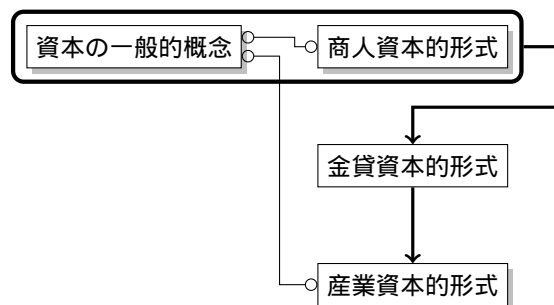 資本の一般的概念
商人資本的形式
金貸資本的形式
産業資本的形式